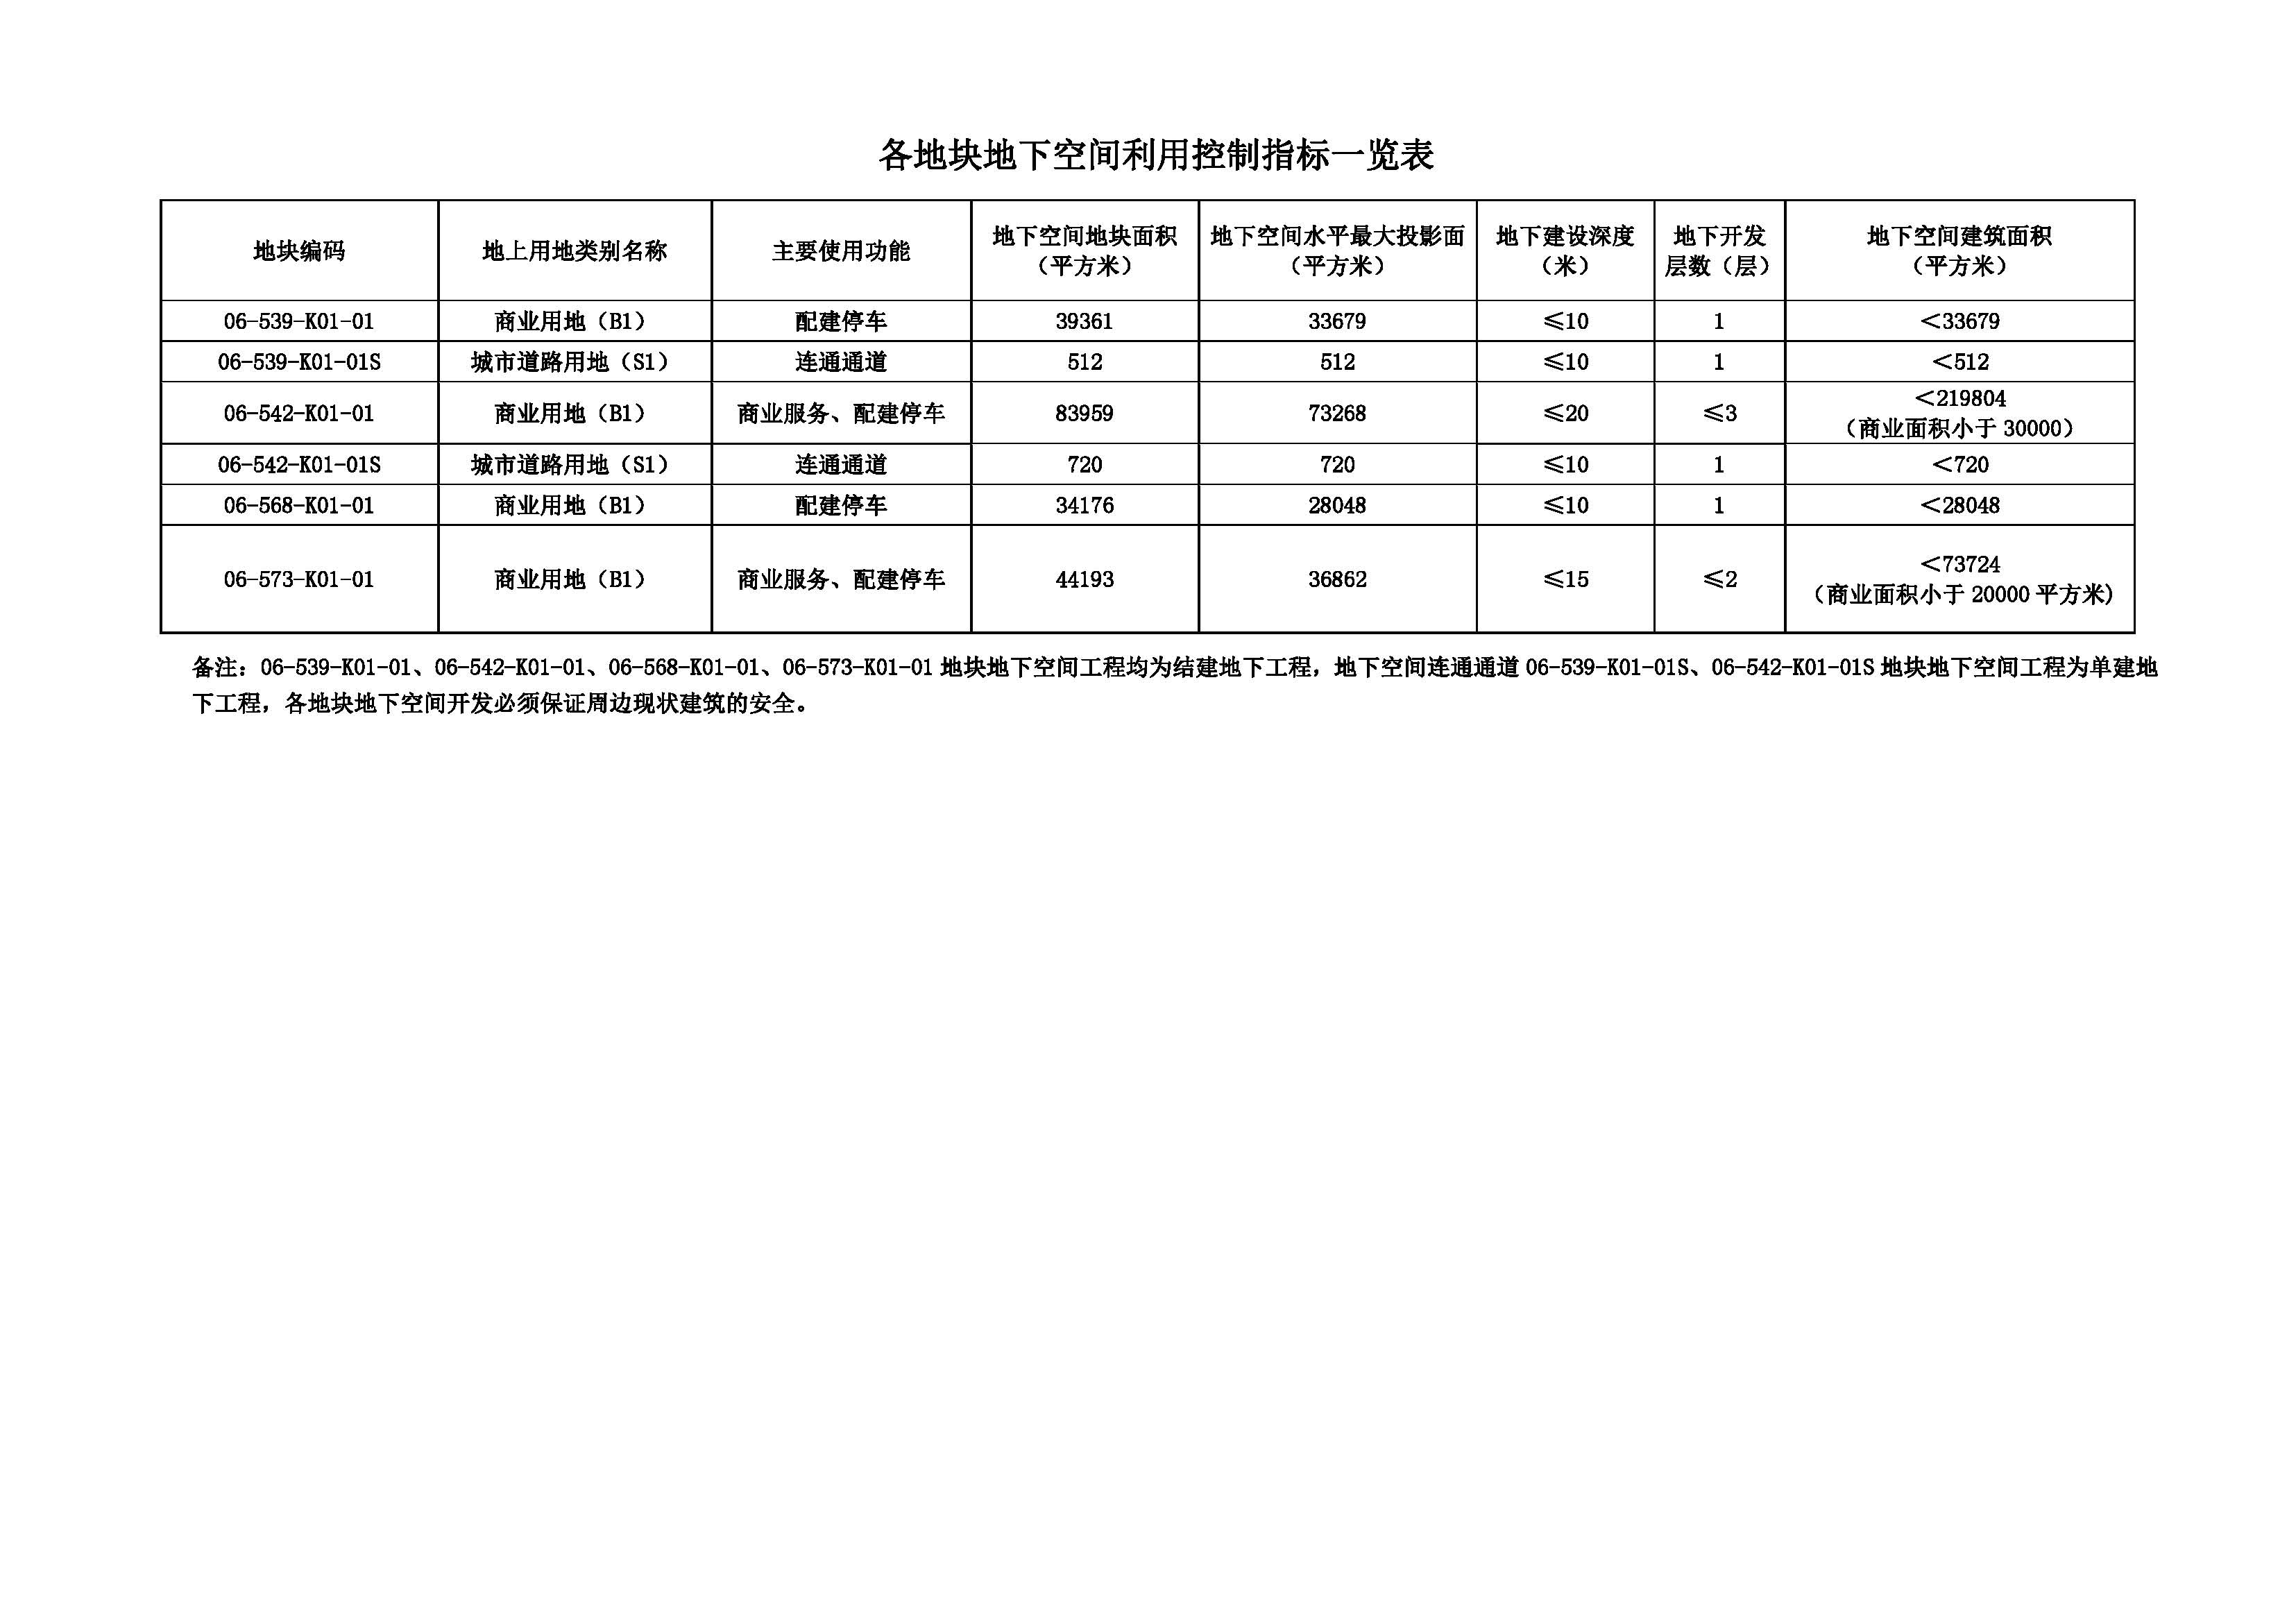 各地块地下空间利用控制指标一览表
地块编码 地上用地类别名称 主要使用功能 地下空间地块面积（平方米） 地下空间水平最大投影面（平方米） 地下建设深度（米） 地下开发层数（层） 地下空间建筑面积（平方米）
06-539-K01-01 商业用地（B1） 配建停车 39361 33679 ≤10 1 ＜33679
06-539-K01-01S 城市道路用地（S1） 连通通道 512 512 ≤10 1 ＜512
06-542-K01-01 商业用地（B1） 商业服务、配建停车 83959 73268 ≤20 ≤3 ＜219804（商业面积小于 30000）
06-542-K01-01S 城市道路用地（S1） 连通通道 720 720 ≤10 1 ＜720
06-568-K01-01 商业用地（B1） 配建停车 34176 28048 ≤10 1 ＜28048
06-573-K01-01 商业用地（B1） 商业服务、配建停车 44193 36862 ≤15 ≤2 ＜73724（商业面积小于 20000 平方米)
备注：06-539-K01-01、06-542-K01-01、06-568-K01-01、06-573-K01-01 地块地下空间工程均为结建地下工程，地下空间连通通道 06-539-K01-01S、06-542-K01-01S 地块地下空间工程为单建地
下工程，各地块地下空间开发必须保证周边现状建筑的安全。